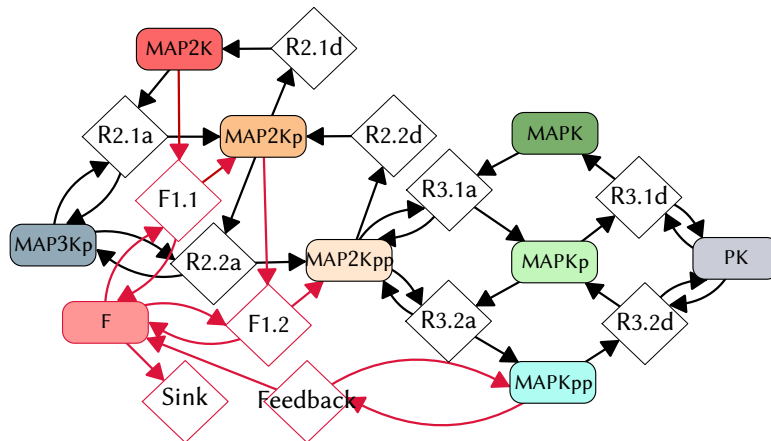 MAP2K
R2.1d
R2.1a
MAP2Kp
R2.2d
MAPK
F1.1
R3.1a
R3.1d
MAP3Kp
R2.2a
MAP2Kpp
MAPKp
PK
F
F1.2
R3.2a
R3.2d
Sink
Feedback
MAPKpp